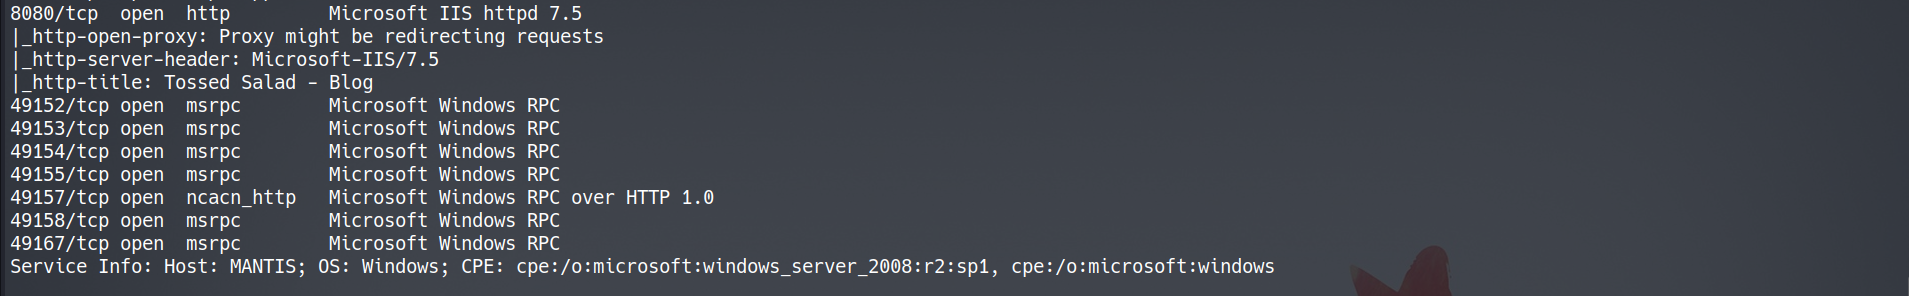 8080/tcp  open  http         Microsoft IIS httpd 7.5
|_http-open-proxy: Proxy might be redirecting requests
|_http-server-header: Microsoft-IIS/7.5
|_http-title: Tossed Salad - Blog
49152/tcp open  msrpc        Microsoft Windows RPC
49153/tcp open  msrpc        Microsoft Windows RPC
49154/tcp open  msrpc        Microsoft Windows RPC
49155/tcp open  msrpc        Microsoft Windows RPC
49157/tcp open  ncacn_http   Microsoft Windows RPC over HTTP 1.0
49158/tcp open  msrpc        Microsoft Windows RPC
49167/tcp open  msrpc        Microsoft Windows RPC
Service Info: Host: MANTIS; OS: Windows; CPE: cpe:/o:microsoft:windows_server_2008:r2:sp1, cpe:/o:microsoft:windows